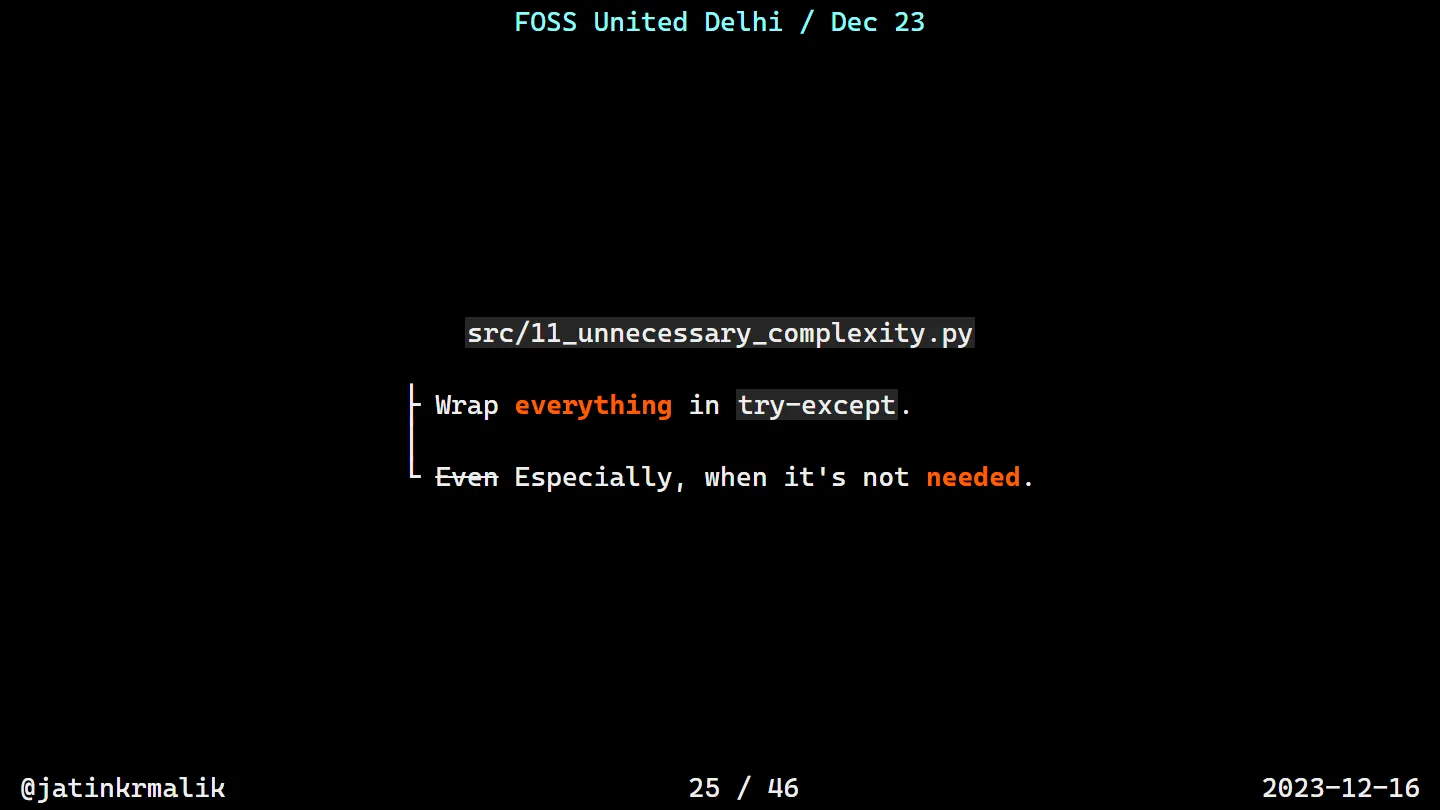 FOSS United Delhi / Dec 23
src/11_unnecessary_complexity.py
├ Wrap everything in try-except.
└ Even Especially, when it's not needed.
@jatinkrmalik 25 / 46 2023-12-16